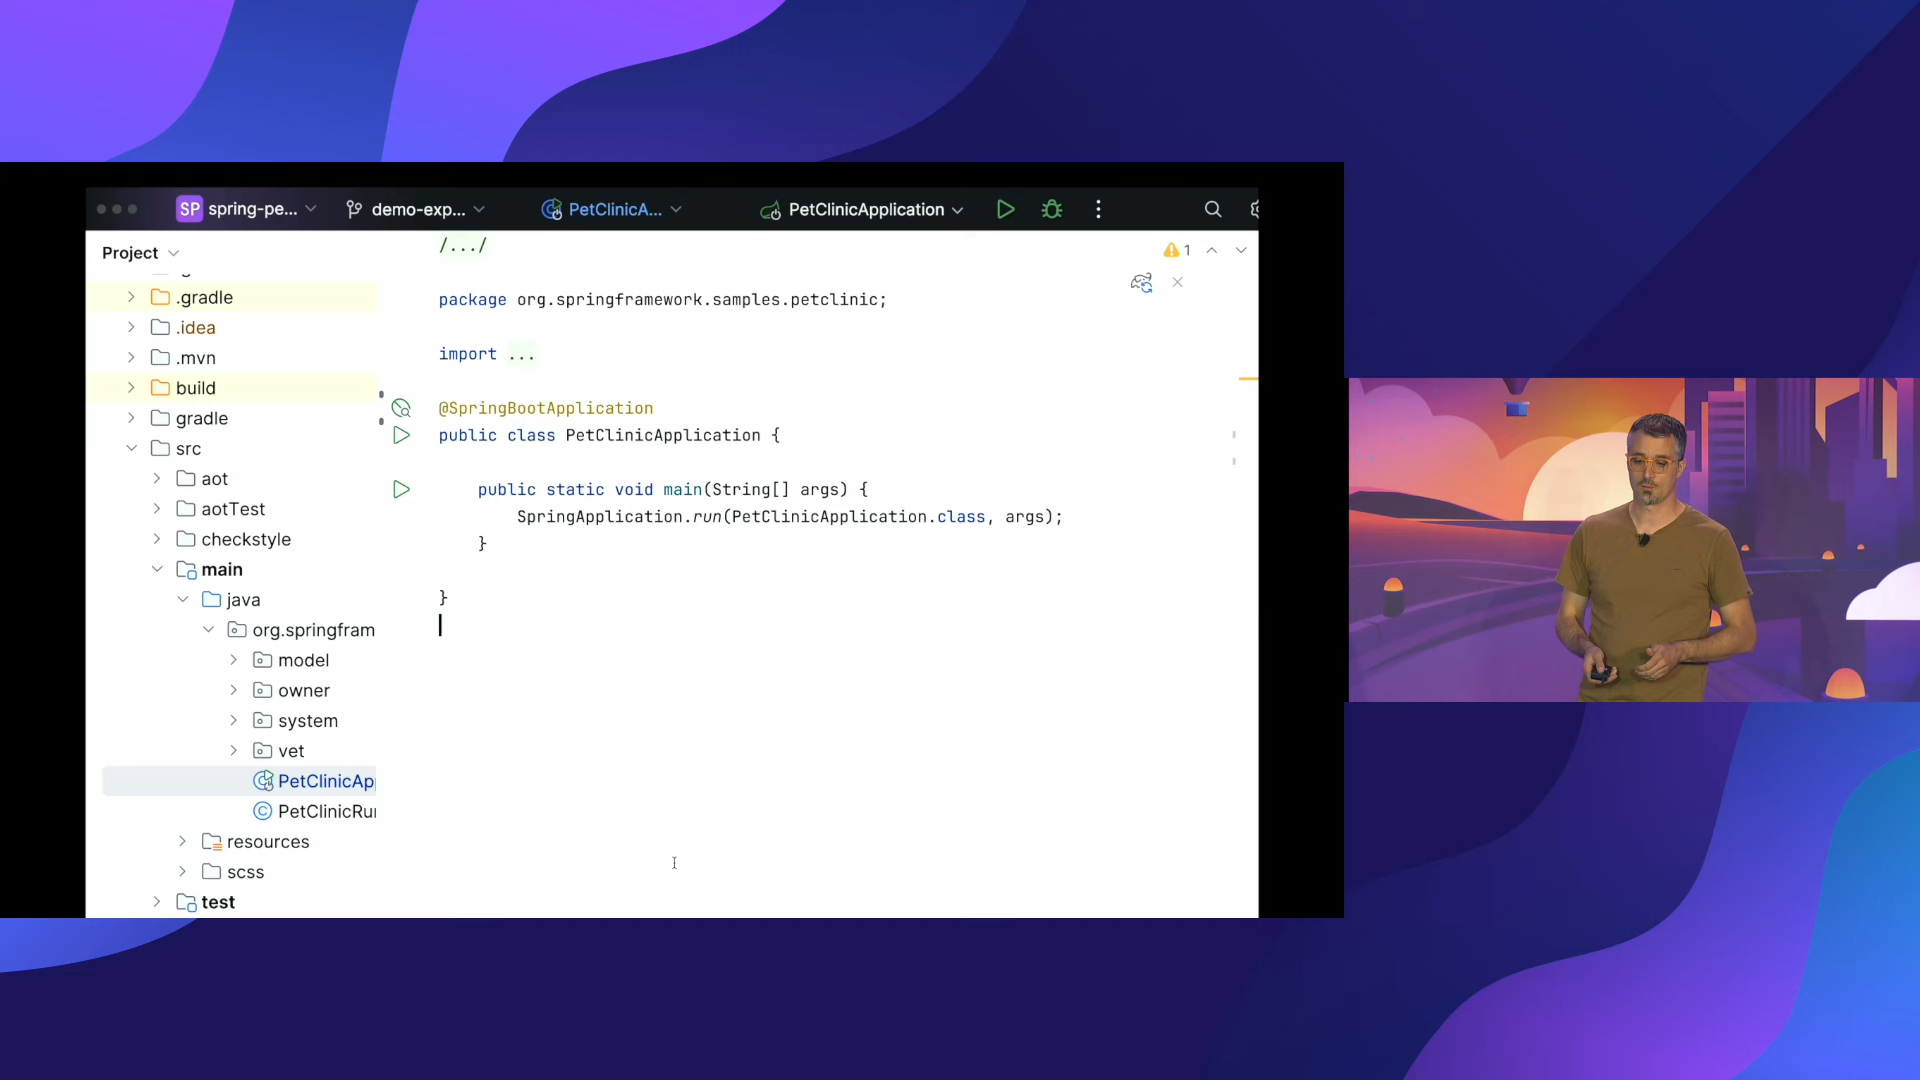 SP spring-pe... demo-exp... PetClinicA... PetClinicApplication
Project
.gradle
.idea
.mvn
build
gradle
src
aot
aotTest
checkstyle
main
java
org.springfram
model
owner
system
vet
PetClinicAp
PetClinicRu
resources
scss
test
/.../
1
package org.springframework.samples.petclinic;
import ...
@SpringBootApplication
public class PetClinicApplication {
public static void main(String[] args) {
SpringApplication.run(PetClinicApplication.class, args);
}
}